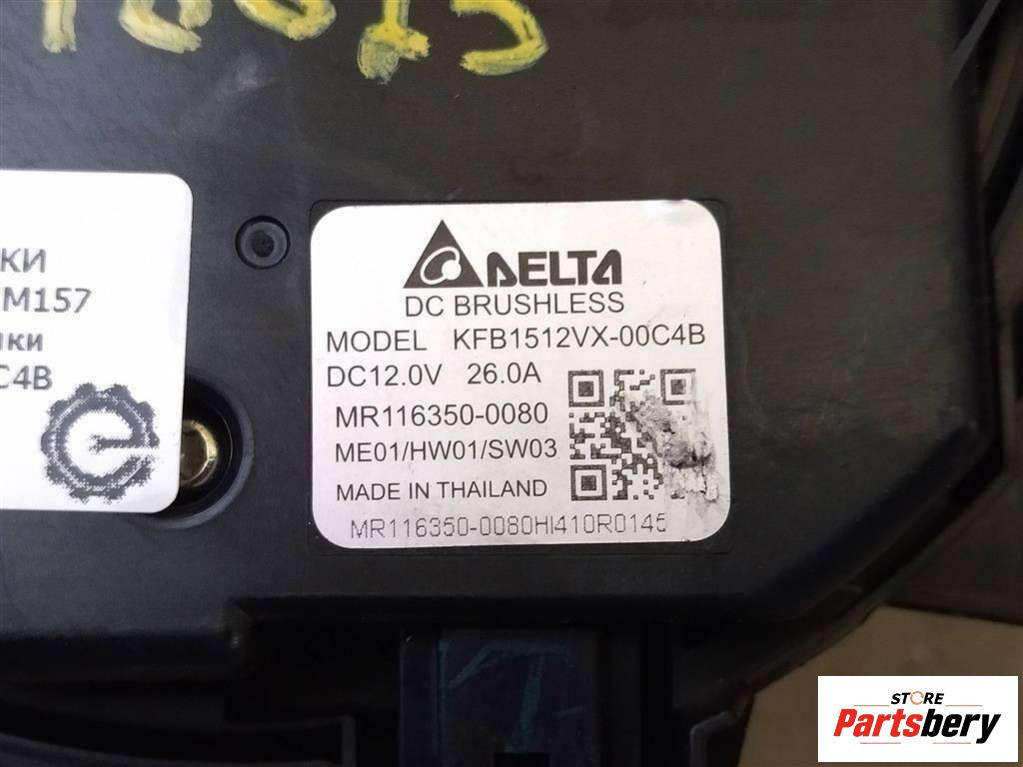 КИ
M157
ки
C4B
DELTA
DC BRUSHLESS
MODEL KFB1512VX-00C4B
DC12.0V 26.0A
MR116350-0080
ME01/HW01/SW03
MADE IN THAILAND
MR116350-0080HI410R0145
STORE
Partsbery